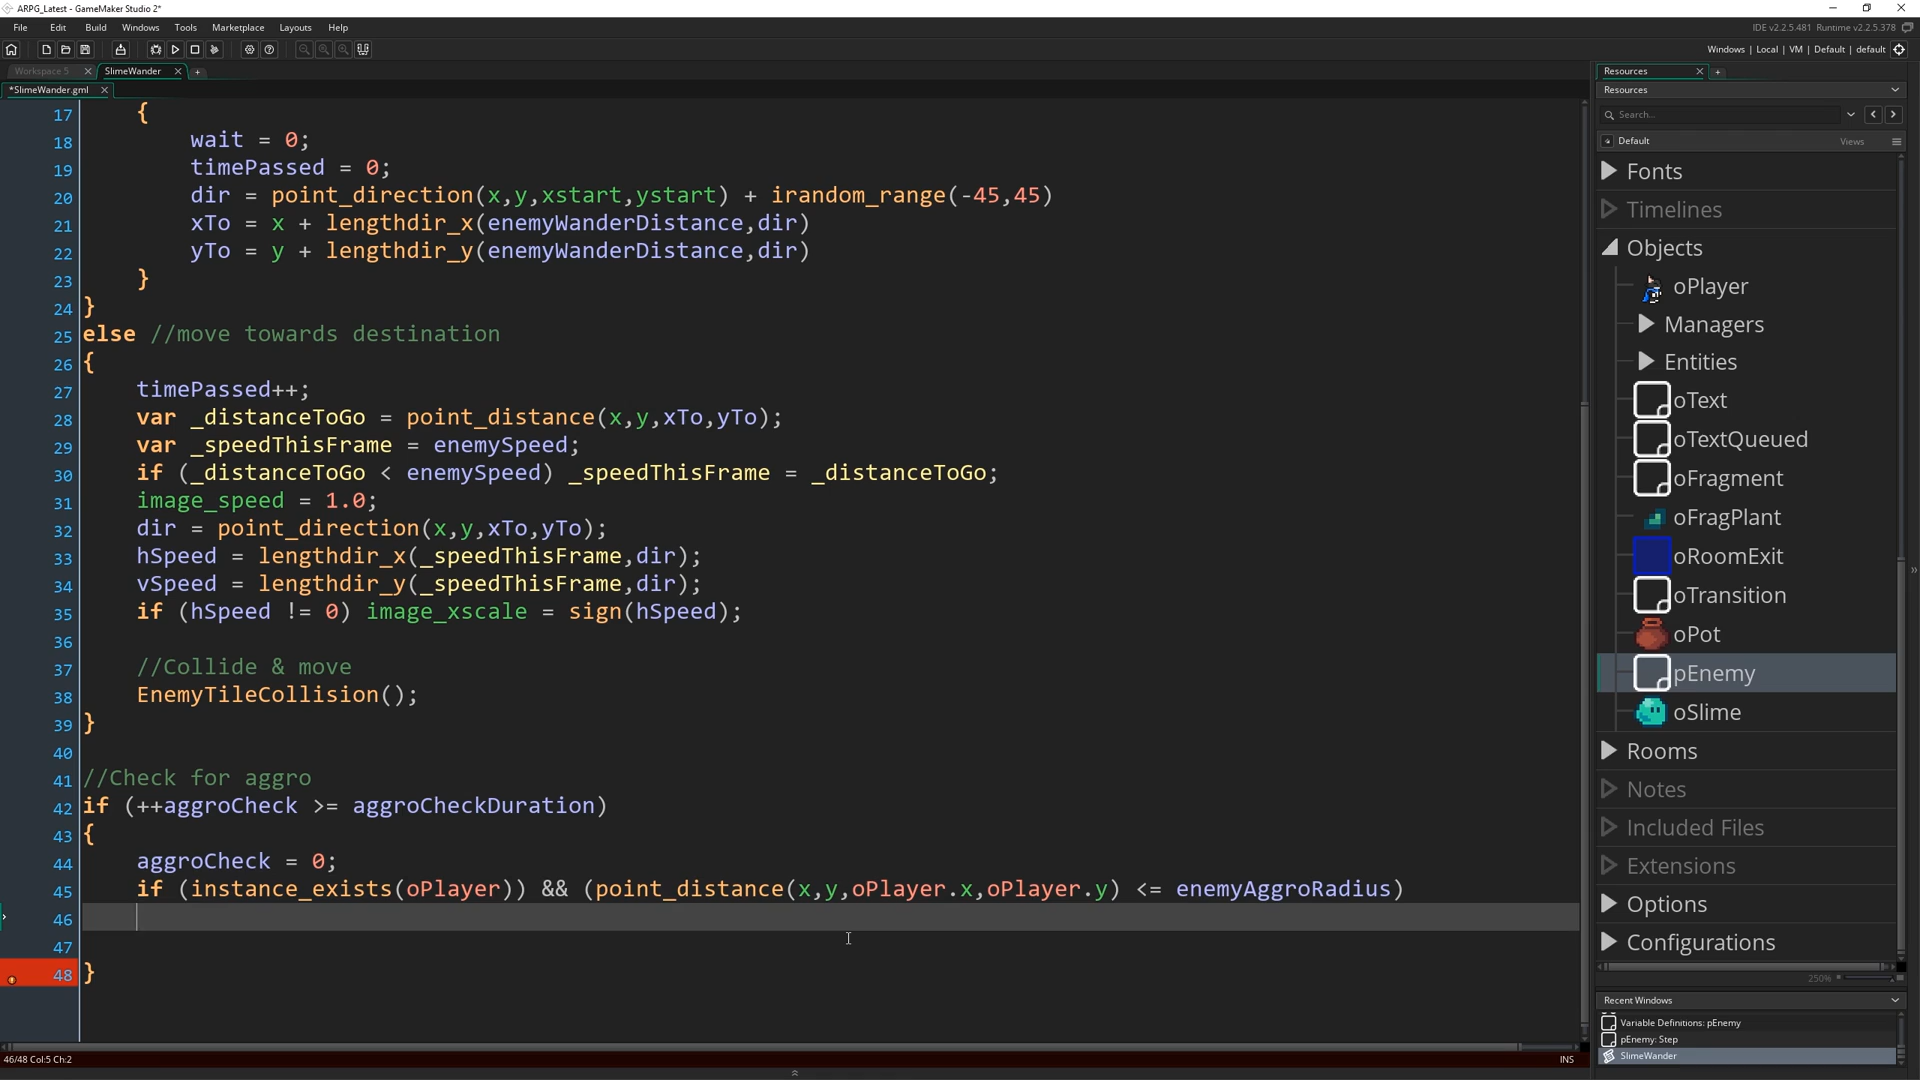 ARPG_Latest - GameMaker Studio 2*
File Edit Build Windows Tools Marketplace Layouts Help
IDE v2.2.5.481 Runtime v2.2.5.378
Windows | Local | VM | Default | default
Workspace 5 SlimeWander
*SlimeWander.gml
17 {
18 wait = 0;
19 timePassed = 0;
20 dir = point_direction(x,y,xstart,ystart) + irandom_range(-45,45)
21 xTo = x + lengthdir_x(enemyWanderDistance,dir)
22 yTo = y + lengthdir_y(enemyWanderDistance,dir)
23 }
24 }
25 else //move towards destination
26 {
27 timePassed++;
28 var _distanceToGo = point_distance(x,y,xTo,yTo);
29 var _speedThisFrame = enemySpeed;
30 if (_distanceToGo < enemySpeed) _speedThisFrame = _distanceToGo;
31 image_speed = 1.0;
32 dir = point_direction(x,y,xTo,yTo);
33 hSpeed = lengthdir_x(_speedThisFrame,dir);
34 vSpeed = lengthdir_y(_speedThisFrame,dir);
35 if (hSpeed != 0) image_xscale = sign(hSpeed);
36
37 //Collide & move
38 EnemyTileCollision();
39 }
40
41 //Check for aggro
42 if (++aggroCheck >= aggroCheckDuration)
43 {
44 aggroCheck = 0;
45 if (instance_exists(oPlayer)) && (point_distance(x,y,oPlayer.x,oPlayer.y) <= enemyAggroRadius)
46
47
48 }
46/48 Col:5 Ch:2
INS
Resources
Resources
Search...
Default Views
Fonts
Timelines
Objects
oPlayer
Managers
Entities
oText
oTextQueued
oFragment
oFragPlant
oRoomExit
oTransition
oPot
pEnemy
oSlime
Rooms
Notes
Included Files
Extensions
Options
Configurations
250%
Recent Windows
Variable Definitions: pEnemy
pEnemy: Step
SlimeWander